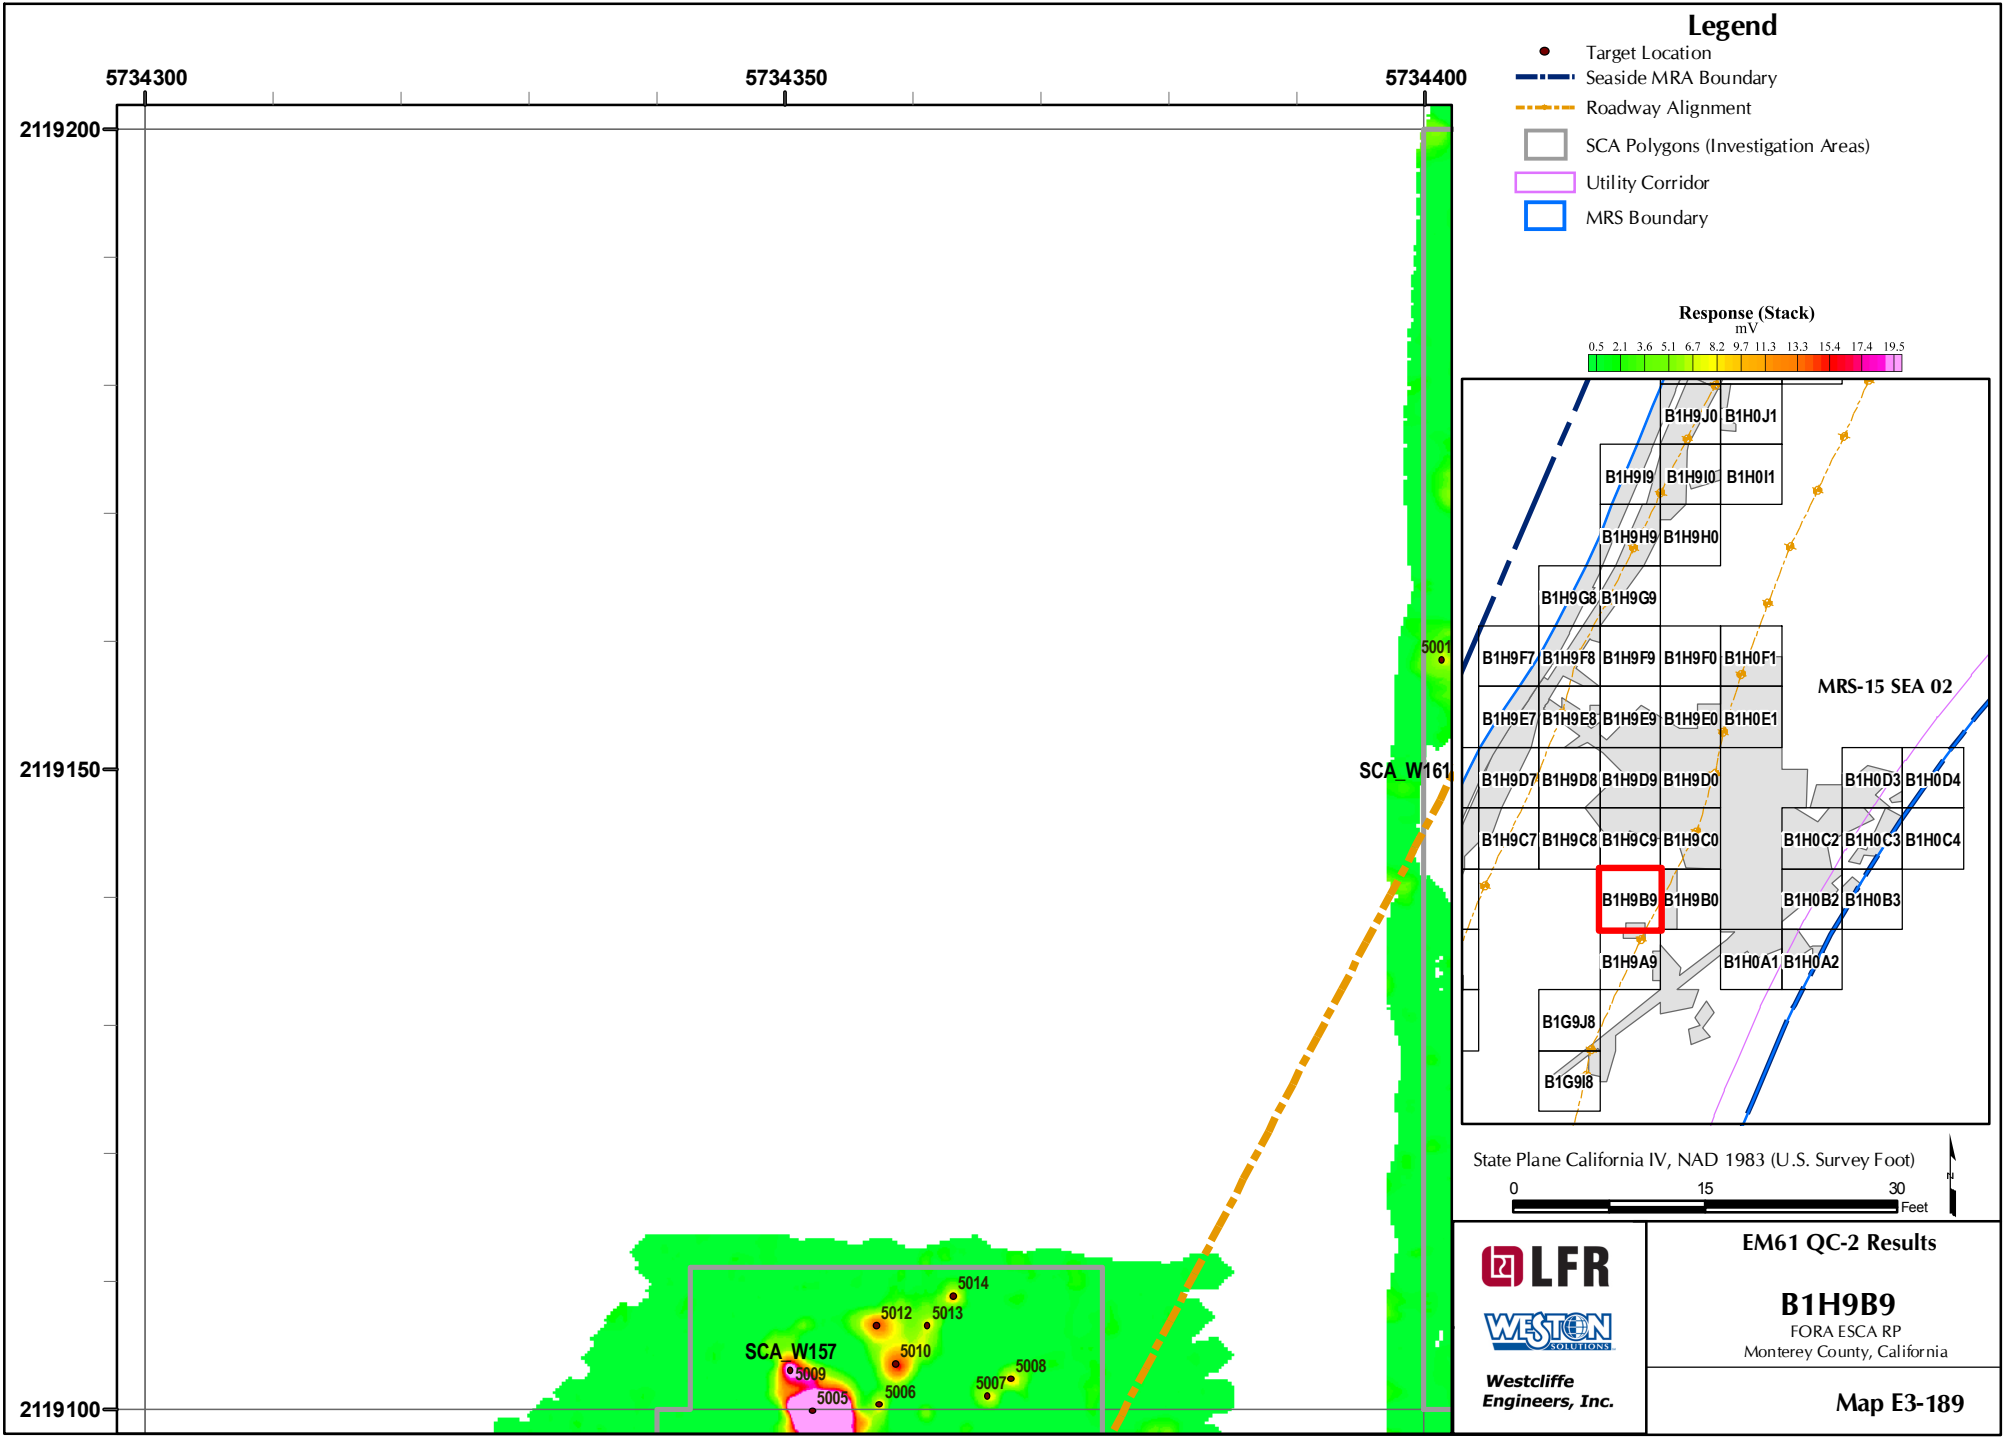 5734300
5734350
5734400
2119200
2119150
2119100
5001
SCA_W161
5014
5012
5013
SCA_W157
5010
5009
5008
5007
5006
5005
Legend
Target Location
Seaside MRA Boundary
Roadway Alignment
SCA Polygons (Investigation Areas)
Utility Corridor
MRS Boundary
Response (Stack)
mV
0.5 2.1 3.6 5.1 6.7 8.2 9.7 11.3 13.3 15.4 17.4 19.5
B1H9J0 B1H0J1
B1H9I9 B1H9I0 B1H0I1
B1H9H9 B1H9H0
B1H9G8 B1H9G9
B1H9F7 B1H9F8 B1H9F9 B1H9F0 B1H0F1
MRS-15 SEA 02
B1H9E7 B1H9E8 B1H9E9 B1H9E0 B1H0E1
B1H9D7 B1H9D8 B1H9D9 B1H9D0 B1H0D3 B1H0D4
B1H9C7 B1H9C8 B1H9C9 B1H9C0 B1H0C2 B1H0C3 B1H0C4
B1H9B9 B1H9B0 B1H0B2 B1H0B3
B1H9A9 B1H0A1 B1H0A2
B1G9J8
B1G9I8
State Plane California IV, NAD 1983 (U.S. Survey Foot)
0 15 30
Feet
N
LFR
WESTON
SOLUTIONS
Westcliffe
Engineers, Inc.
EM61 QC-2 Results
B1H9B9
FORA ESCA RP
Monterey County, California
Map E3-189